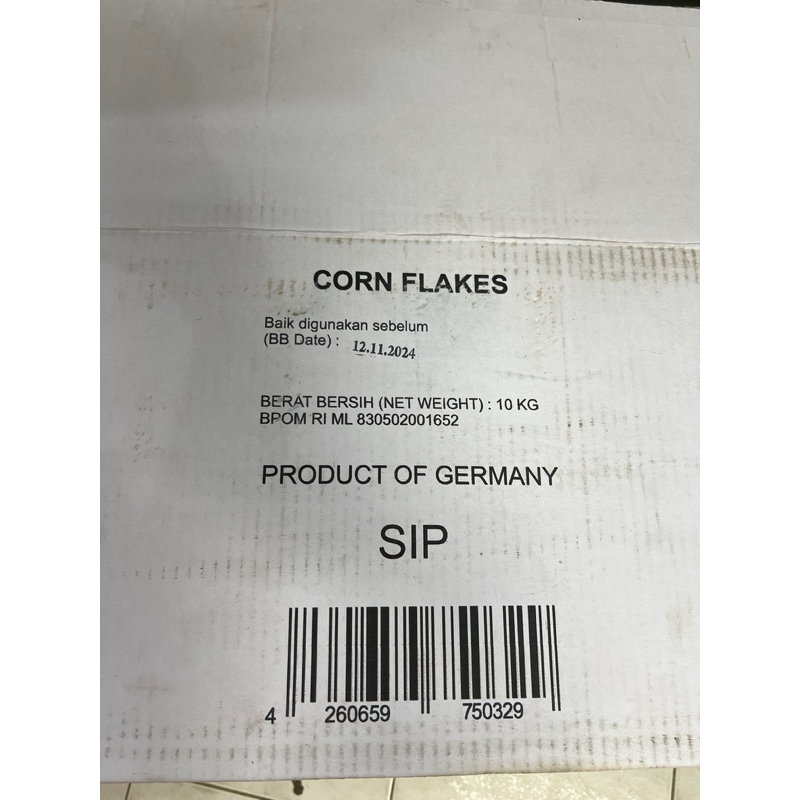 CORN FLAKES
Baik digunakan sebelum
(BB Date) : 12.11.2024
BERAT BERSIH (NET WEIGHT) : 10 KG
BPOM RI ML 830502001652
PRODUCT OF GERMANY
SIP
4 260659 750329